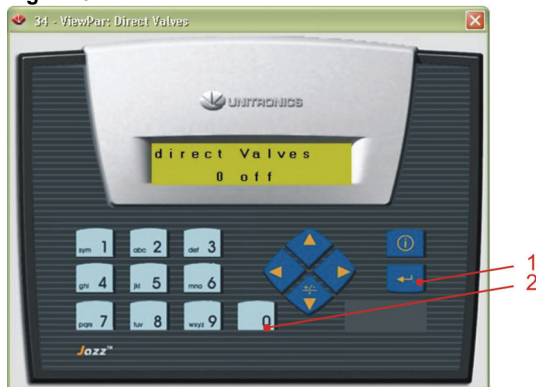 34 - ViewPar: Direct Valves
UNITRONICS
direct Valves
0 off
sym 1 abc 2 def 3
ghi 4 jkl 5 mno 6
pqrs 7 tuv 8 wxyz 9 0
+/-
1
2
Jazz™